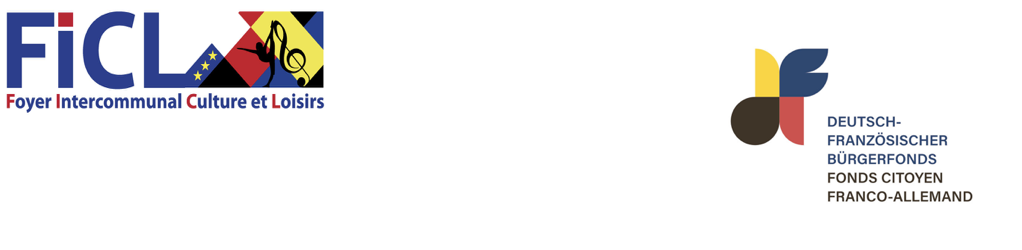 FiCL
Foyer Intercommunal Culture et Loisirs
DEUTSCH-
FRANZÖSISCHER
BÜRGERFONDS
FONDS CITOYEN
FRANCO-ALLEMAND